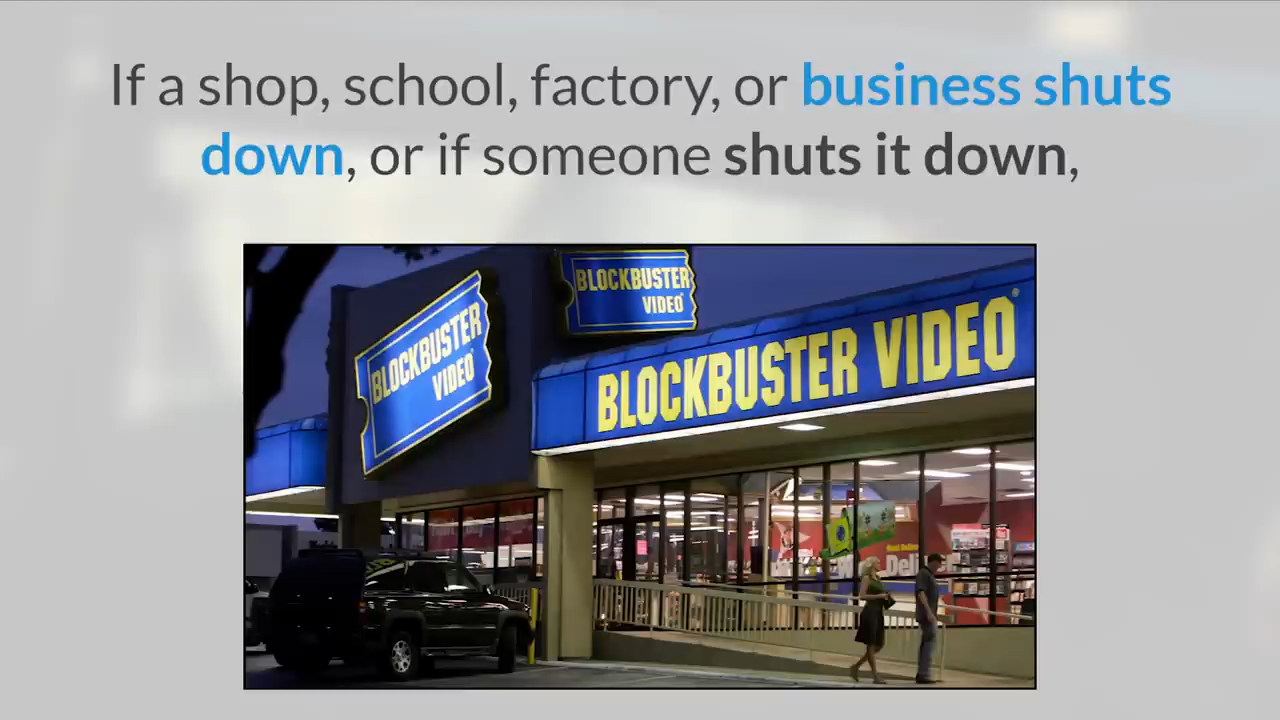 If a shop, school, factory, or business shuts
down, or if someone shuts it down,
BLOCKBUSTER
VIDEO
BLOCKBUSTER
VIDEO
BLOCKBUSTER VIDEO®